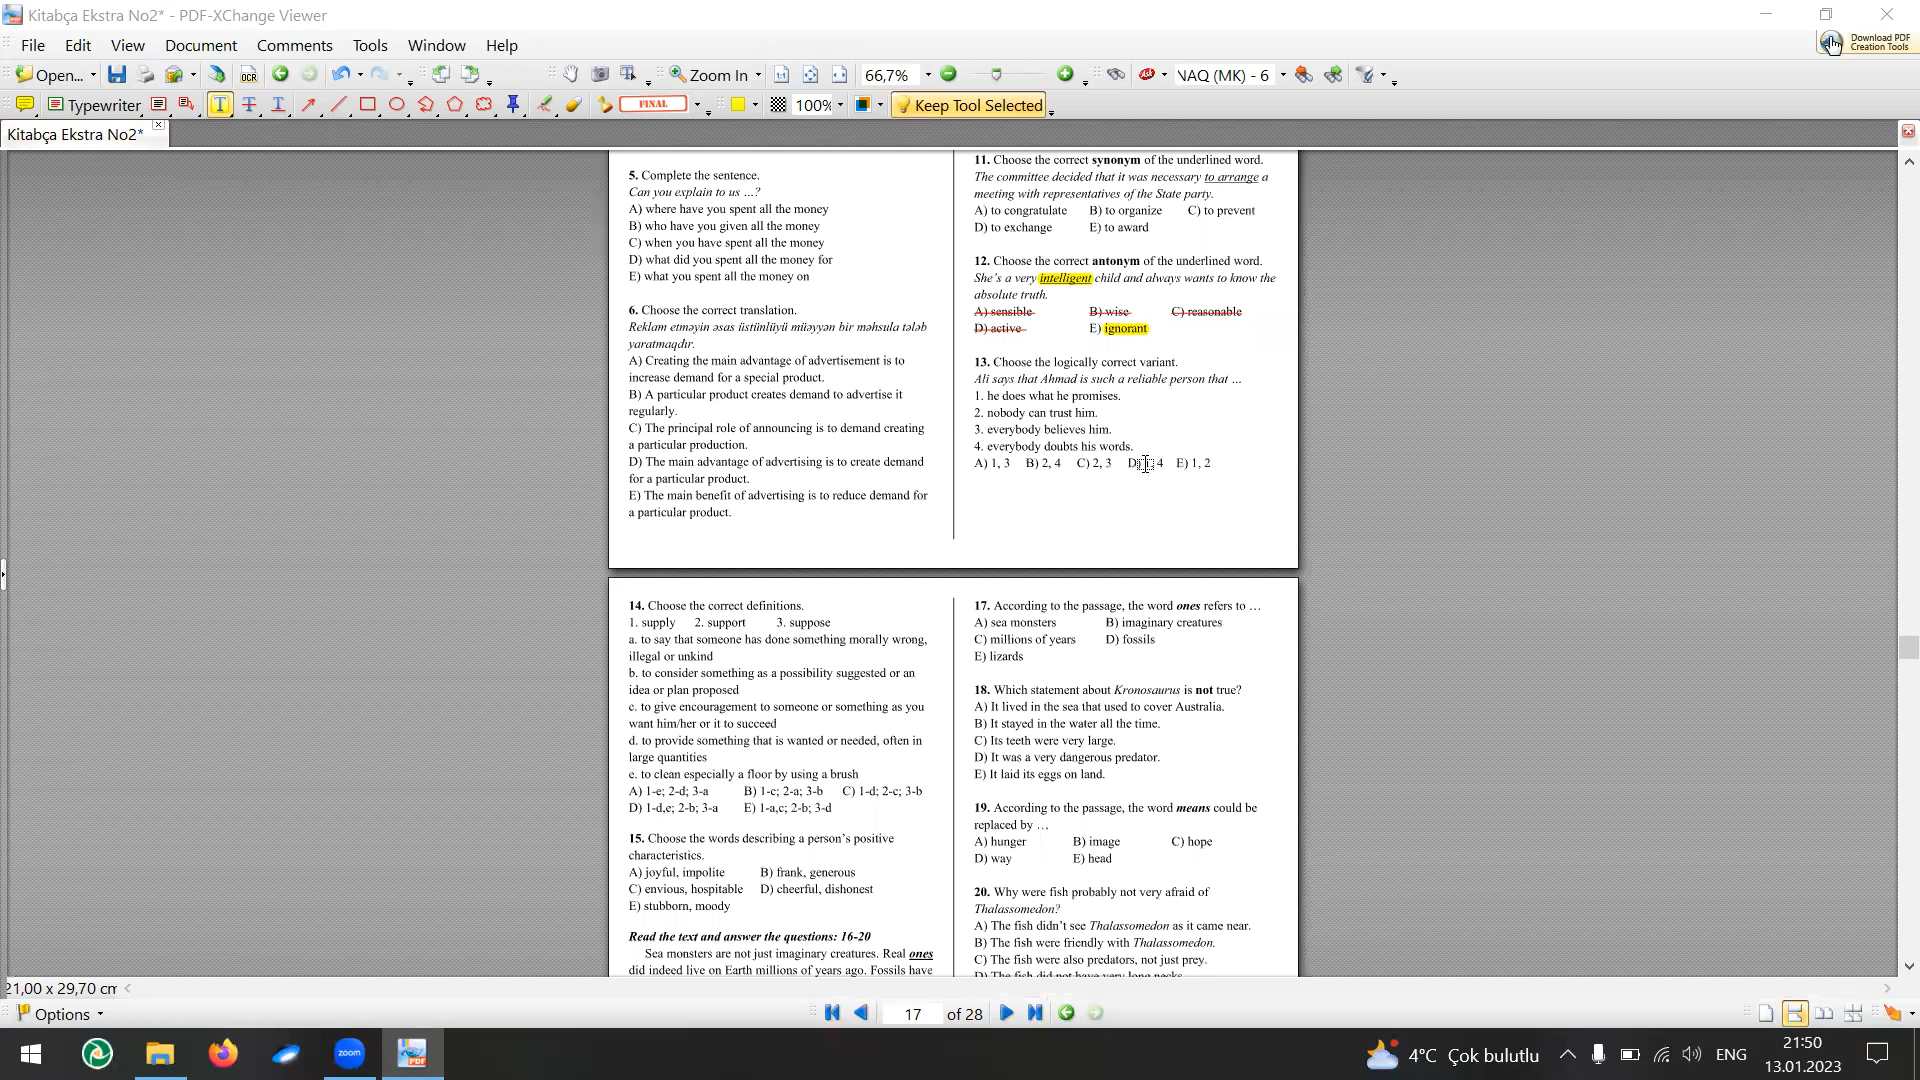 Kitabça Ekstra No2* - PDF-XChange Viewer
File Edit View Document Comments Tools Window Help
Download PDF
Creation Tools
Open... OCR Zoom In 66,7% NAQ (MK) - 6
Typewriter FINAL 100% Keep Tool Selected
Kitabça Ekstra No2*
5. Complete the sentence.
Can you explain to us ...?
A) where have you spent all the money
B) who have you given all the money
C) when you have spent all the money
D) what did you spent all the money for
E) what you spent all the money on
6. Choose the correct translation.
Reklam etməyin əsas üstünlüyü müəyyən bir məhsula tələb
yaratmaqdır.
A) Creating the main advantage of advertisement is to
increase demand for a special product.
B) A particular product creates demand to advertise it
regularly.
C) The principal role of announcing is to demand creating
a particular production.
D) The main advantage of advertising is to create demand
for a particular product.
E) The main benefit of advertising is to reduce demand for
a particular product.
11. Choose the correct synonym of the underlined word.
The committee decided that it was necessary to arrange a
meeting with representatives of the State party.
A) to congratulate B) to organize C) to prevent
D) to exchange E) to award
12. Choose the correct antonym of the underlined word.
She's a very intelligent child and always wants to know the
absolute truth.
A) sensible B) wise C) reasonable
D) active E) ignorant
13. Choose the logically correct variant.
Ali says that Ahmad is such a reliable person that ...
1. he does what he promises.
2. nobody can trust him.
3. everybody believes him.
4. everybody doubts his words.
A) 1, 3 B) 2, 4 C) 2, 3 D) 1, 4 E) 1, 2
14. Choose the correct definitions.
1. supply 2. support 3. suppose
a. to say that someone has done something morally wrong,
illegal or unkind
b. to consider something as a possibility suggested or an
idea or plan proposed
c. to give encouragement to someone or something as you
want him/her or it to succeed
d. to provide something that is wanted or needed, often in
large quantities
e. to clean especially a floor by using a brush
A) 1-e; 2-d; 3-a B) 1-c; 2-a; 3-b C) 1-d; 2-c; 3-b
D) 1-d,e; 2-b; 3-a E) 1-a,c; 2-b; 3-d
15. Choose the words describing a person's positive
characteristics.
A) joyful, impolite B) frank, generous
C) envious, hospitable D) cheerful, dishonest
E) stubborn, moody
Read the text and answer the questions: 16-20
Sea monsters are not just imaginary creatures. Real ones
did indeed live on Earth millions of years ago. Fossils have
17. According to the passage, the word ones refers to ...
A) sea monsters B) imaginary creatures
C) millions of years D) fossils
E) lizards
18. Which statement about Kronosaurus is not true?
A) It lived in the sea that used to cover Australia.
B) It stayed in the water all the time.
C) Its teeth were very large.
D) It was a very dangerous predator.
E) It laid its eggs on land.
19. According to the passage, the word means could be
replaced by ...
A) hunger B) image C) hope
D) way E) head
20. Why were fish probably not very afraid of
Thalassomedon?
A) The fish didn't see Thalassomedon as it came near.
B) The fish were friendly with Thalassomedon.
C) The fish were also predators, not just prey.
D) The fish did not have very long necks.
21,00 x 29,70 cm
Options 17 of 28
zoom PDF 4°C Çok bulutlu ENG 21:50
13.01.2023